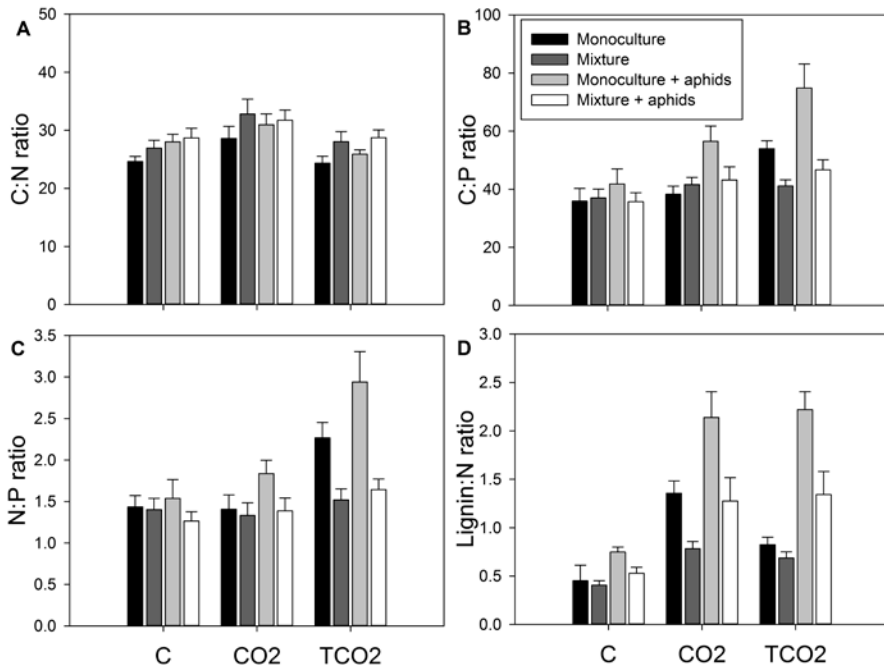 A
50
40
30
20
10
0
C:N ratio
B
100
80
60
40
20
0
C:P ratio
Monoculture
Mixture
Monoculture + aphids
Mixture + aphids
C
3.5
3.0
2.5
2.0
1.5
1.0
0.5
0.0
N:P ratio
C
CO2
TCO2
D
3.0
2.5
2.0
1.5
1.0
0.5
0.0
Lignin:N ratio
C
CO2
TCO2